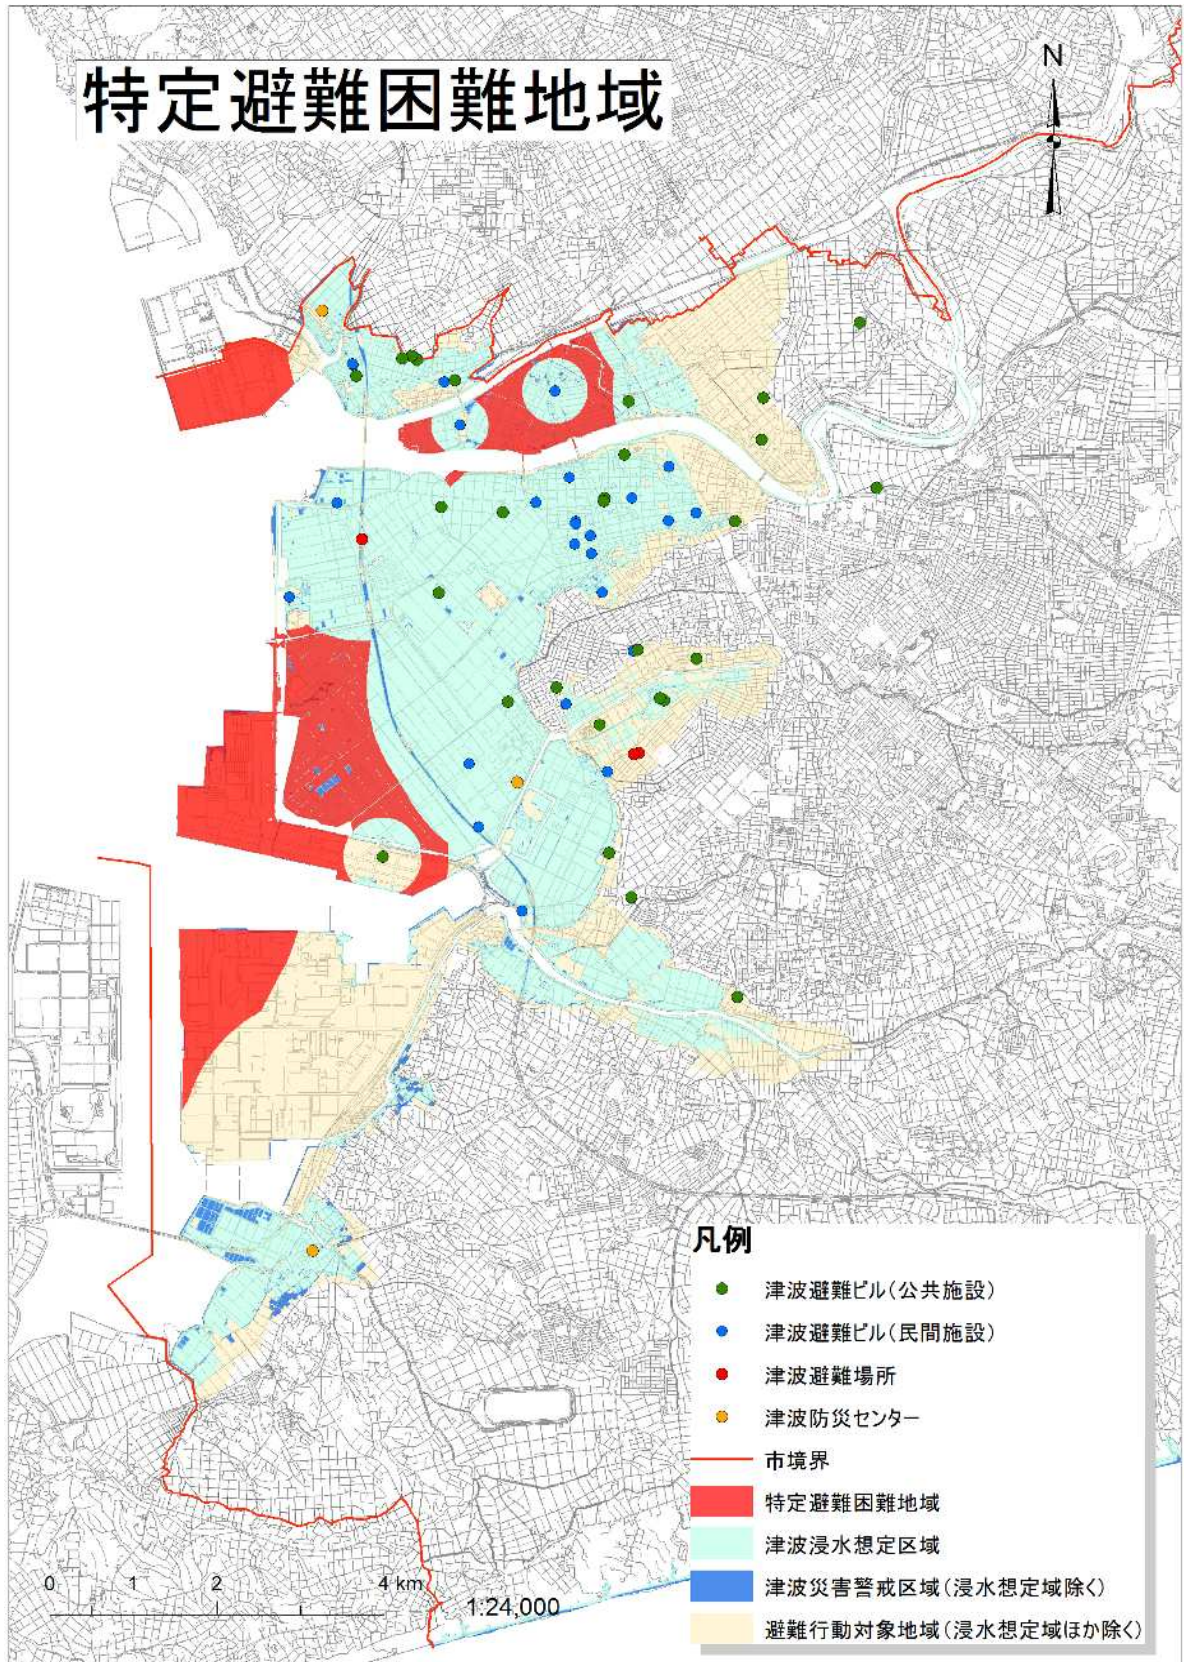 特定避難困難地域
N
凡例
津波避難ビル(公共施設)
津波避難ビル(民間施設)
津波避難場所
津波防災センター
市境界
特定避難困難地域
津波浸水想定区域
津波災害警戒区域(浸水想定域除く)
避難行動対象地域(浸水想定域ほか除く)
0 1 2 4 km
1:24,000